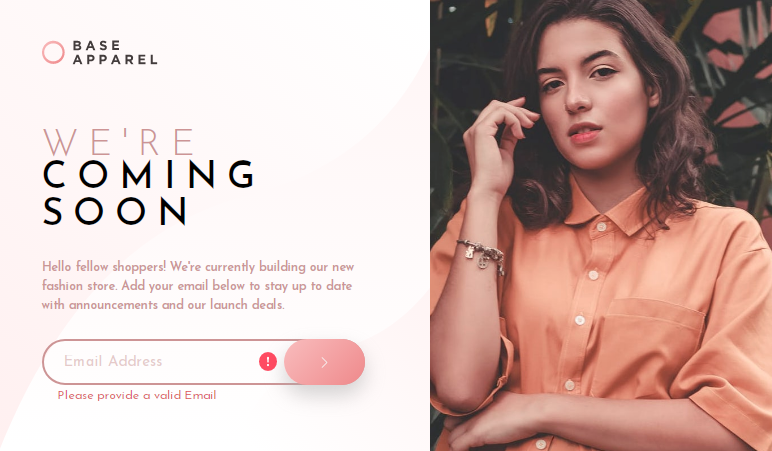 BASE
APPAREL
WE'RE
COMING
SOON
Hello fellow shoppers! We're currently building our new
fashion store. Add your email below to stay up to date
with announcements and our launch deals.
Email Address
!
Please provide a valid Email